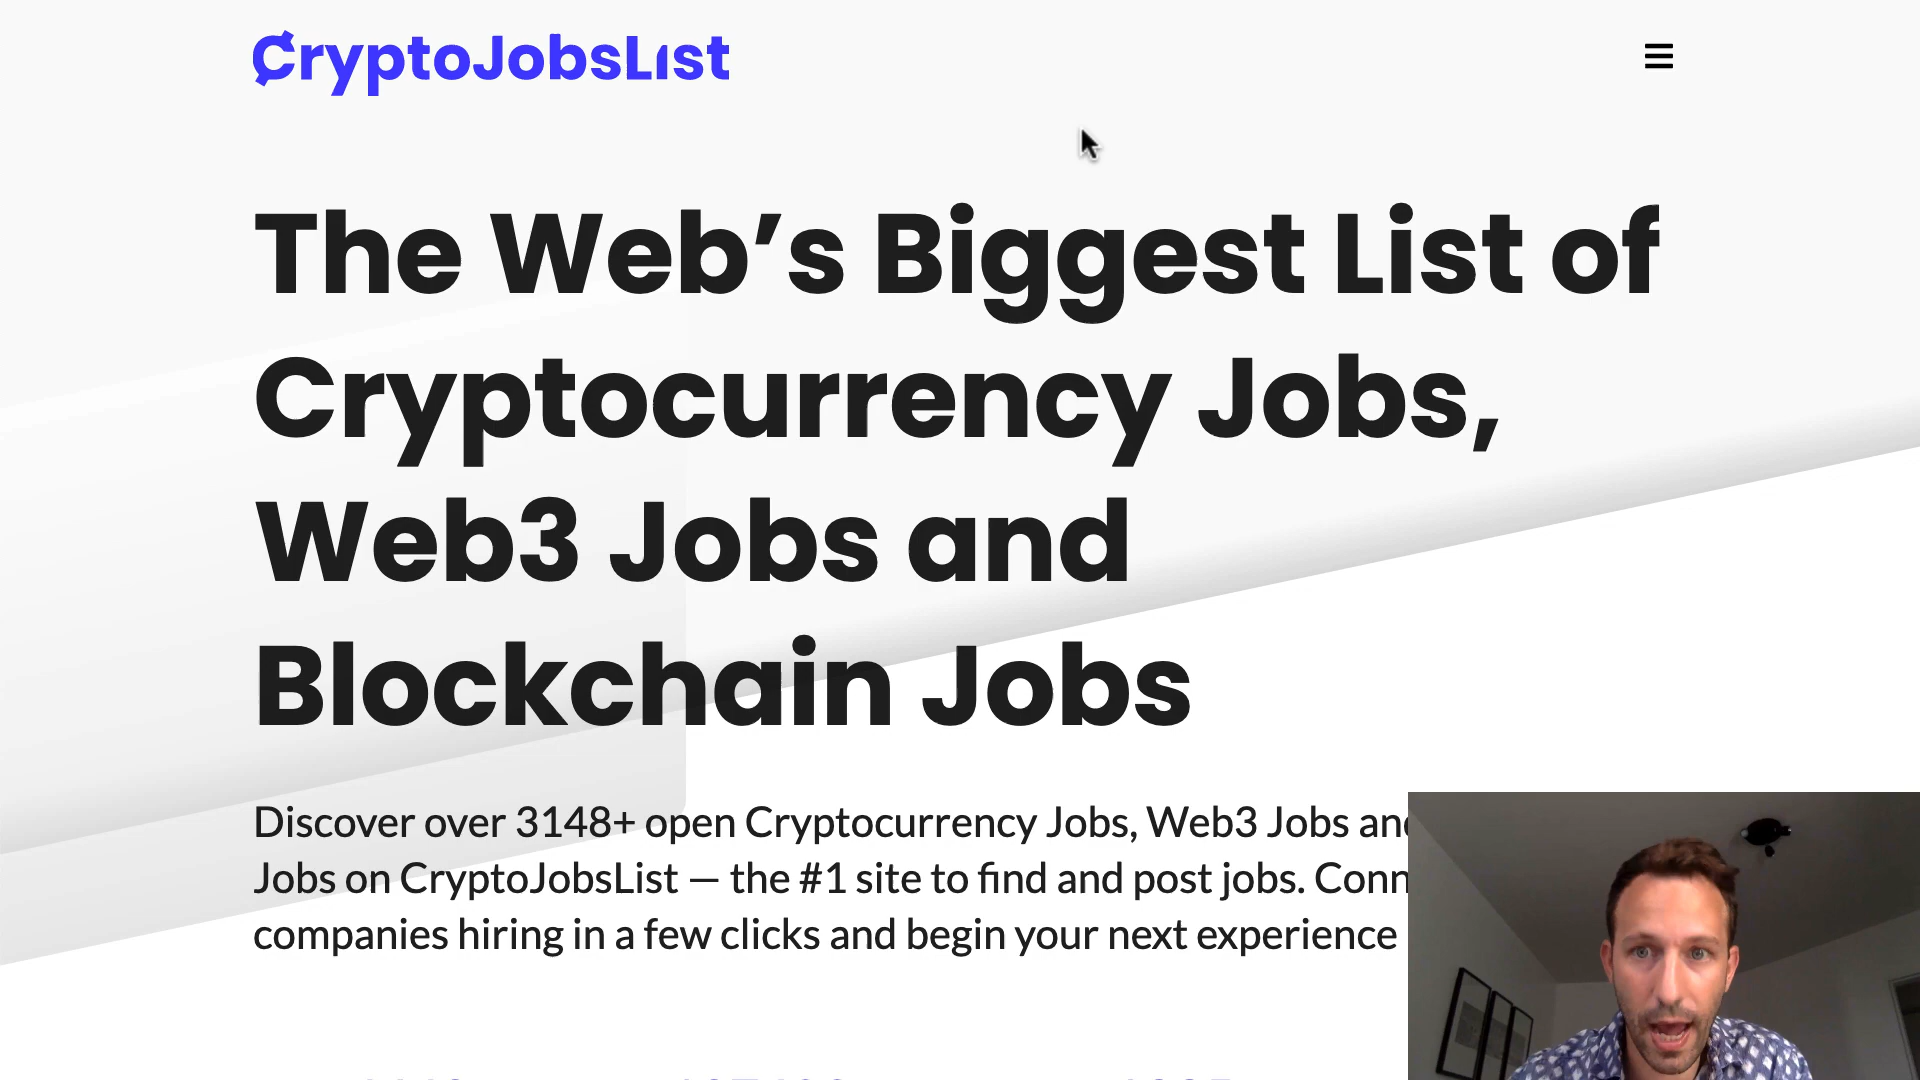 CryptoJobsList
The Web’s Biggest List of
Cryptocurrency Jobs,
Web3 Jobs and
Blockchain Jobs
Discover over 3148+ open Cryptocurrency Jobs, Web3 Jobs
Jobs on CryptoJobsList — the #1 site to find and post jobs.
companies hiring in a few clicks and begin your next experience